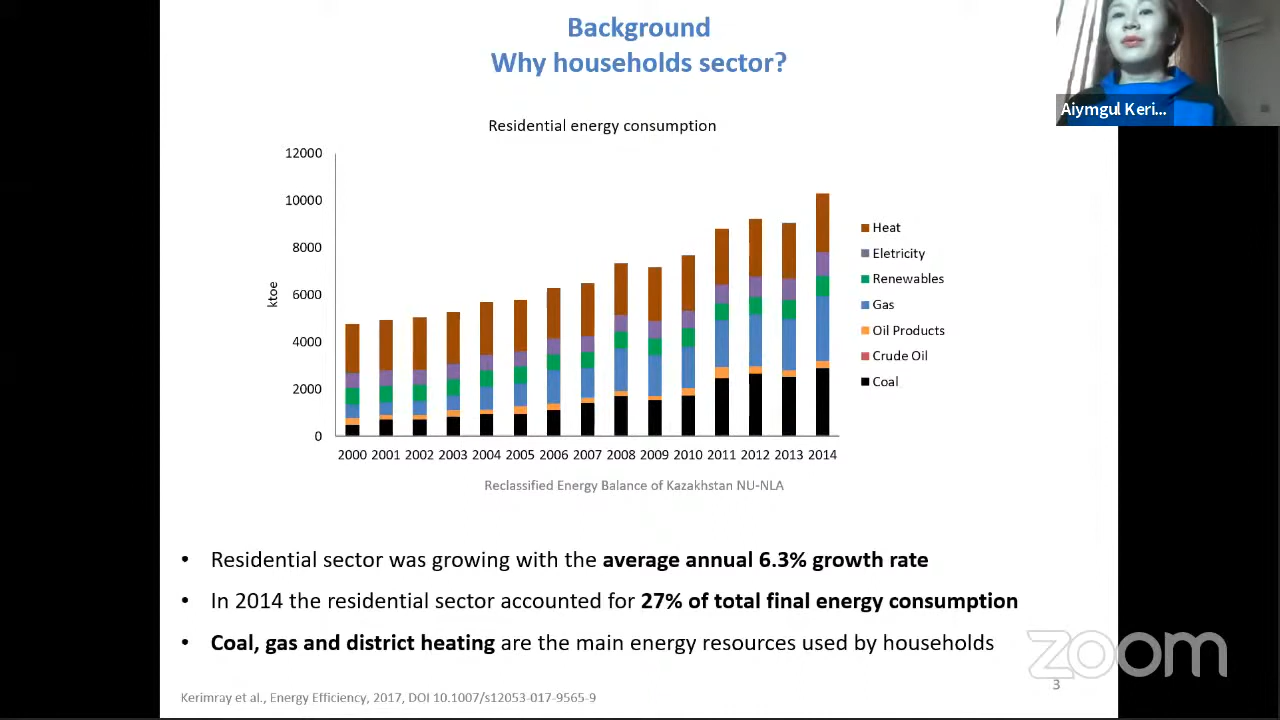 Background
Why households sector?
Aiymgul Keri...
Residential energy consumption
12000
10000
8000
6000
4000
2000
0
ktoe
2000 2001 2002 2003 2004 2005 2006 2007 2008 2009 2010 2011 2012 2013 2014
Heat
Eletricity
Renewables
Gas
Oil Products
Crude Oil
Coal
Reclassified Energy Balance of Kazakhstan NU-NLA
• Residential sector was growing with the average annual 6.3% growth rate
• In 2014 the residential sector accounted for 27% of total final energy consumption
• Coal, gas and district heating are the main energy resources used by households
zoom
3
Kerimray et al., Energy Efficiency, 2017, DOI 10.1007/s12053-017-9565-9